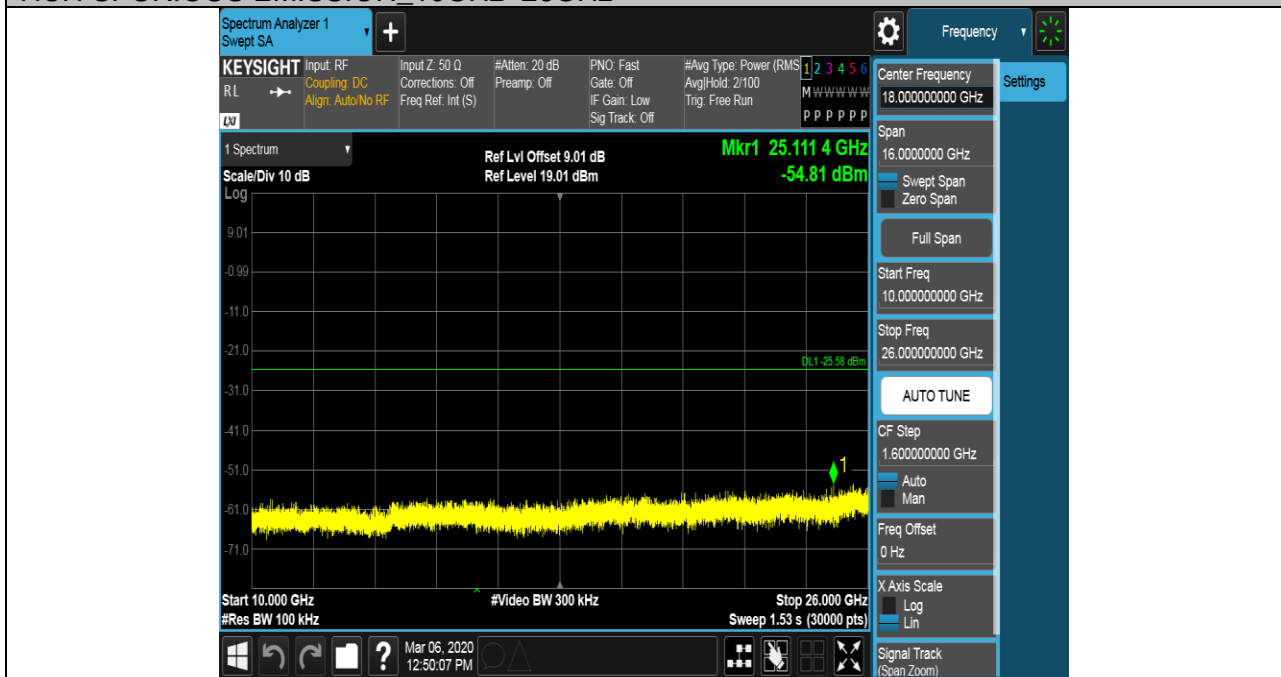 Spectrum Analyzer 1
Swept SA
Frequency
KEYSIGHT
RL
LXI
Input: RF
Coupling: DC
Align: Auto/No RF
Input Z: 50 Ω
Corrections: Off
Freq Ref: Int (S)
#Atten: 20 dB
Preamp: Off
PNO: Fast
Gate: Off
IF Gain: Low
Sig Track: Off
#Avg Type: Power (RMS
Avg|Hold: 2/100
Trig: Free Run
1 2 3 4 5 6
M W W W W W
P P P P P P
1 Spectrum
Scale/Div 10 dB
Log
Ref Lvl Offset 9.01 dB
Ref Level 19.01 dBm
Mkr1 25.111 4 GHz
-54.81 dBm
9.01
-0.99
-11.0
-21.0
DL1 -25.58 dBm
-31.0
-41.0
-51.0
1
-61.0
-71.0
Start 10.000 GHz
#Res BW 100 kHz
#Video BW 300 kHz
Stop 26.000 GHz
Sweep 1.53 s (30000 pts)
?
Mar 06, 2020
12:50:07 PM
Center Frequency
18.000000000 GHz
Settings
Span
16.0000000 GHz
Swept Span
Zero Span
Full Span
Start Freq
10.000000000 GHz
Stop Freq
26.000000000 GHz
AUTO TUNE
CF Step
1.600000000 GHz
Auto
Man
Freq Offset
0 Hz
X Axis Scale
Log
Lin
Signal Track
(Span Zoom)